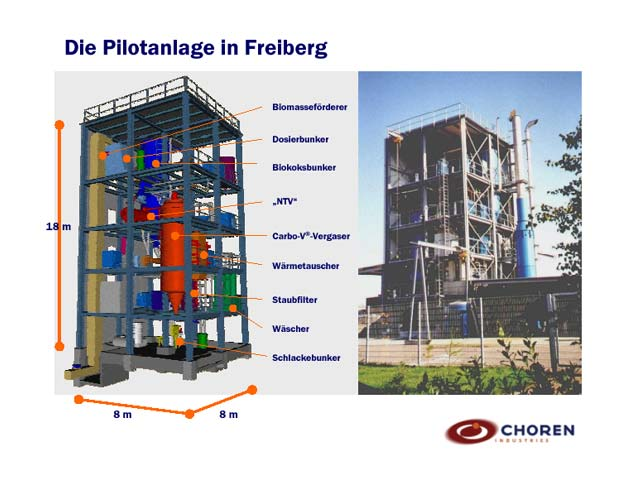 Die Pilotanlage in Freiberg
Biomasseförderer
Dosierbunker
Biokoksbunker
„NTV“
Carbo-V®-Vergaser
Wärmetauscher
Staubfilter
Wäscher
Schlackebunker
18 m
8 m
8 m
CHOREN
INDUSTRIES